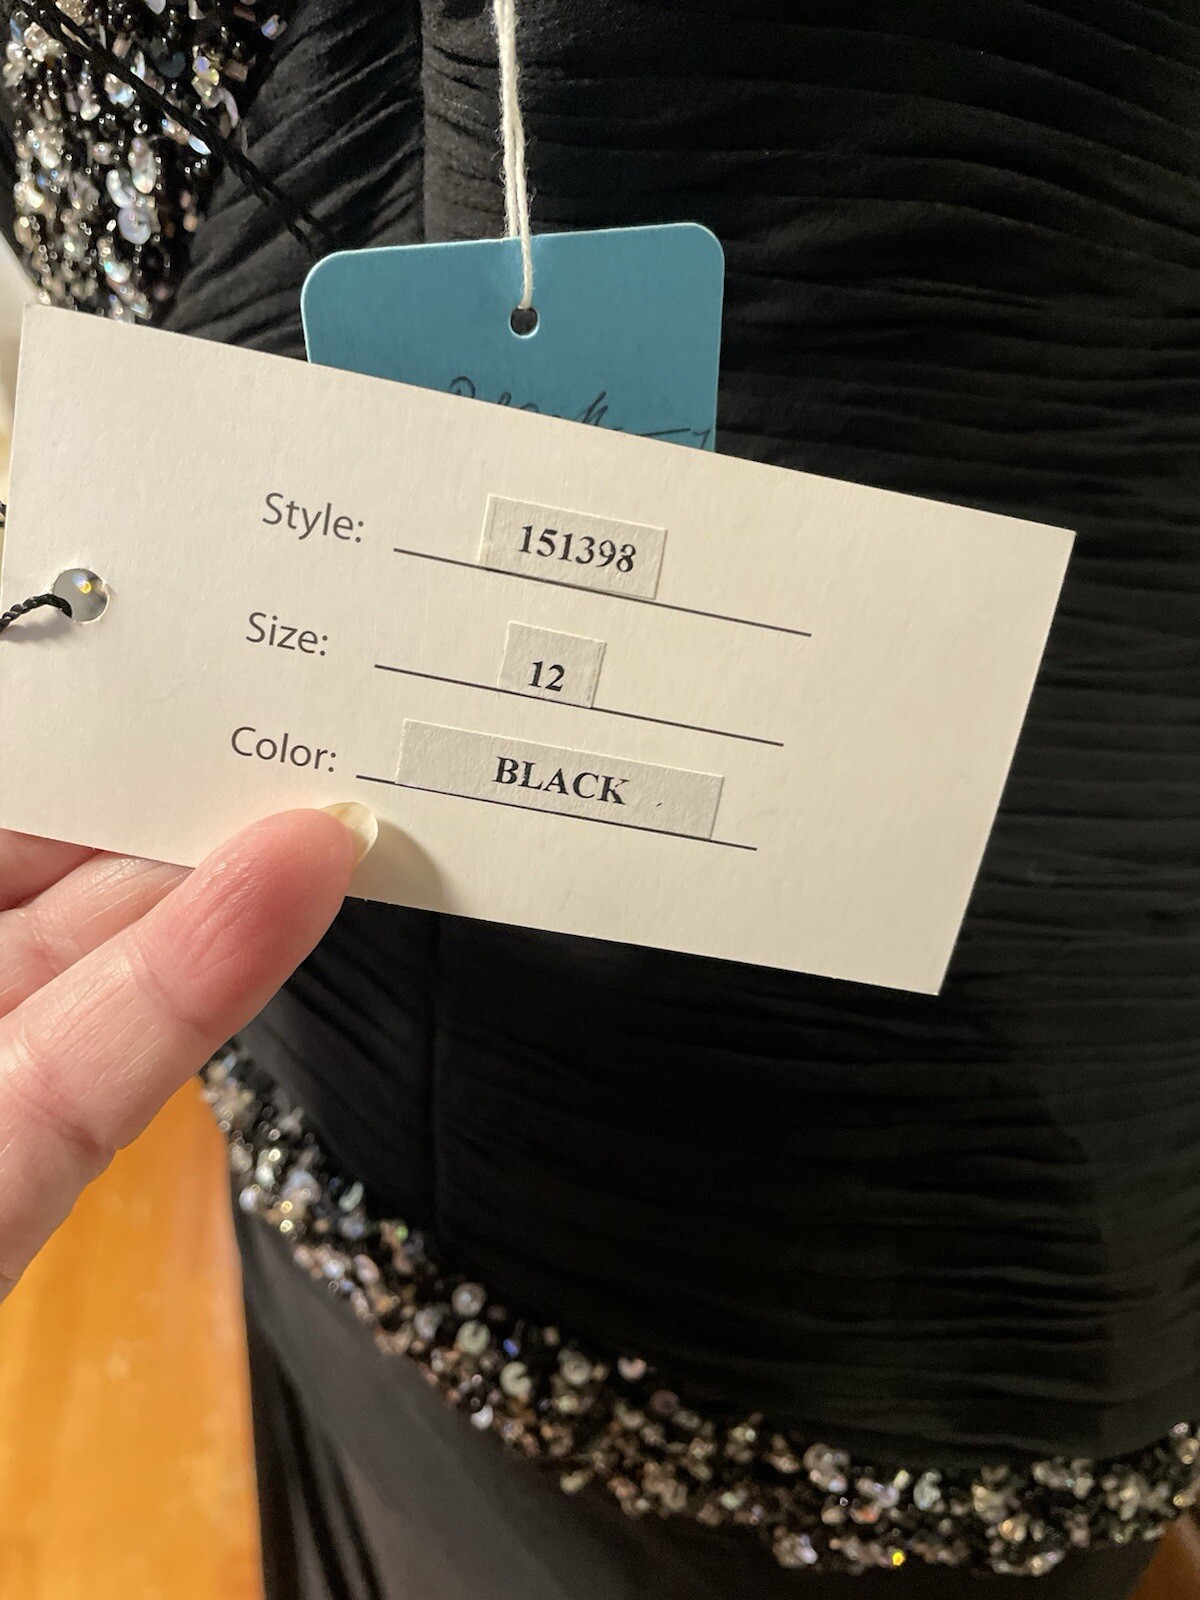 Style: 151398
Size: 12
Color: BLACK